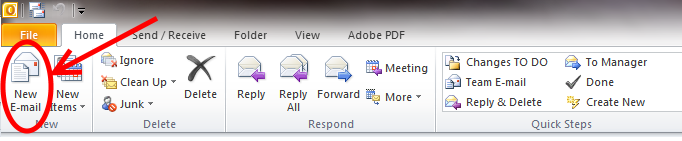 File Home Send / Receive Folder View Adobe PDF
New E-mail
New Items
New
Ignore
Clean Up
Junk
Delete
Delete
Reply
Reply All
Forward
Meeting
More
Respond
Changes TO DO
Team E-mail
Reply & Delete
To Manager
Done
Create New
Quick Steps